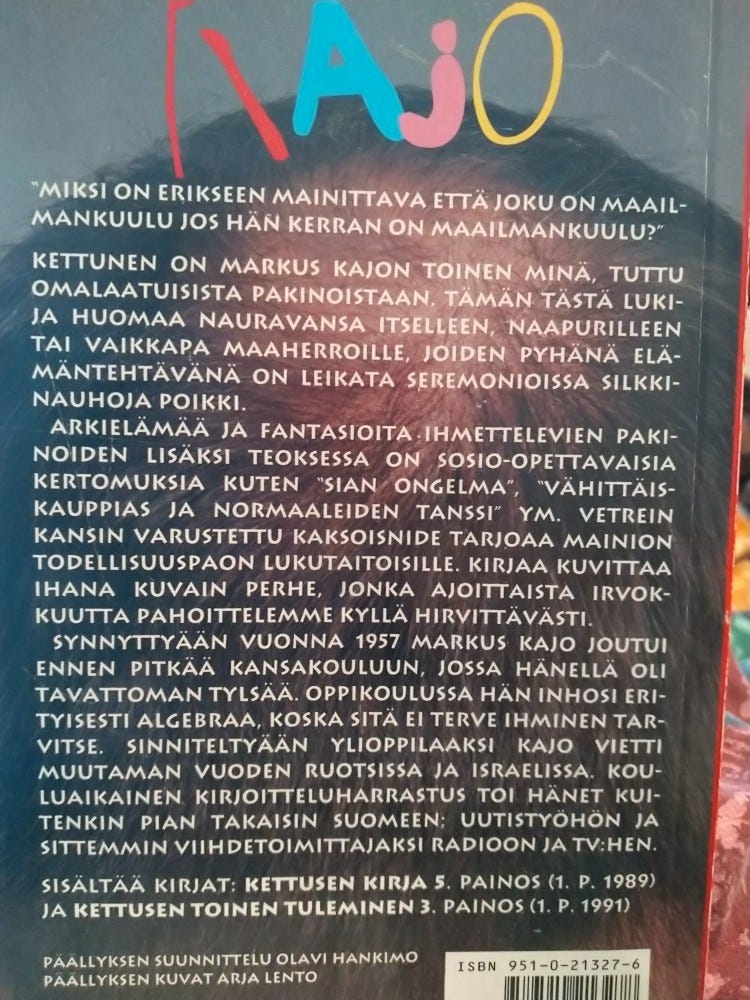 KAJO
"MIKSI ON ERIKSEEN MAINITTAVA ETTÄ JOKU ON MAAIL-
MANKUULU JOS HÄN KERRAN ON MAAILMANKUULU?"
KETTUNEN ON MARKUS KAJON TOINEN MINÄ, TUTTU
OMALAATUISISTA PAKINOISTAAN. TÄMÄN TÄSTÄ LUKI-
JA HUOMAA NAURAVANSA ITSELLEEN, NAAPURILLEEN
TAI VAIKKAPA MAAHERROILLE, JOIDEN PYHÄNÄ ELÄ-
MÄNTEHTÄVÄNÄ ON LEIKATA SEREMONIOISSA SILKKI-
NAUHOJA POIKKI.
ARKIELÄMÄÄ JA FANTASIOITA IHMETTELEVIEN PAKI-
NOIDEN LISÄKSI TEOKSESSA ON SOSIO-OPETTAVAISIA
KERTOMUKSIA KUTEN "SIAN ONGELMA", "VÄHITTÄIS-
KAUPPIAS JA NORMAALEIDEN TANSSI" YM. VETREIN
KANSIN VARUSTETTU KAKSOISNIDE TARJOAA MAINION
TODELLISUUSPAON LUKUTAITOISILLE. KIRJAA KUVITTAA
IHANA KUVAIN PERHE, JONKA AJOITTAISTA IRVOK-
KUUTTA PAHOITTELEMME KYLLÄ HIRVITTÄVÄSTI.
SYNNYTTYÄÄN VUONNA 1957 MARKUS KAJO JOUTUI
ENNEN PITKÄÄ KANSAKOULUUN, JOSSA HÄNELLÄ OLI
TAVATTOMAN TYLSÄÄ. OPPIKOULUSSA HÄN INHOSI ERI-
TYISESTI ALGEBRAA, KOSKA SITÄ EI TERVE IHMINEN TAR-
VITSE. SINNITELTYÄÄN YLIOPPILAAKSI KAJO VIETTI
MUUTAMAN VUODEN RUOTSISSA JA ISRAELISSA. KOU-
LUAIKAINEN KIRJOITTELUHARRASTUS TOI HÄNET KUI-
TENKIN PIAN TAKAISIN SUOMEEN; UUTISTYÖHÖN JA
SITTEMMIN VIIHDETOIMITTAJAKSI RADIOON JA TV:HEN.
SISÄLTÄÄ KIRJAT: KETTUSEN KIRJA 5. PAINOS (1. P. 1989)
JA KETTUSEN TOINEN TULEMINEN 3. PAINOS (1. P. 1991)
PÄÄLLYKSEN SUUNNITTELU OLAVI HANKIMO
PÄÄLLYKSEN KUVAT ARJA LENTO
ISBN 951-0-21327-6